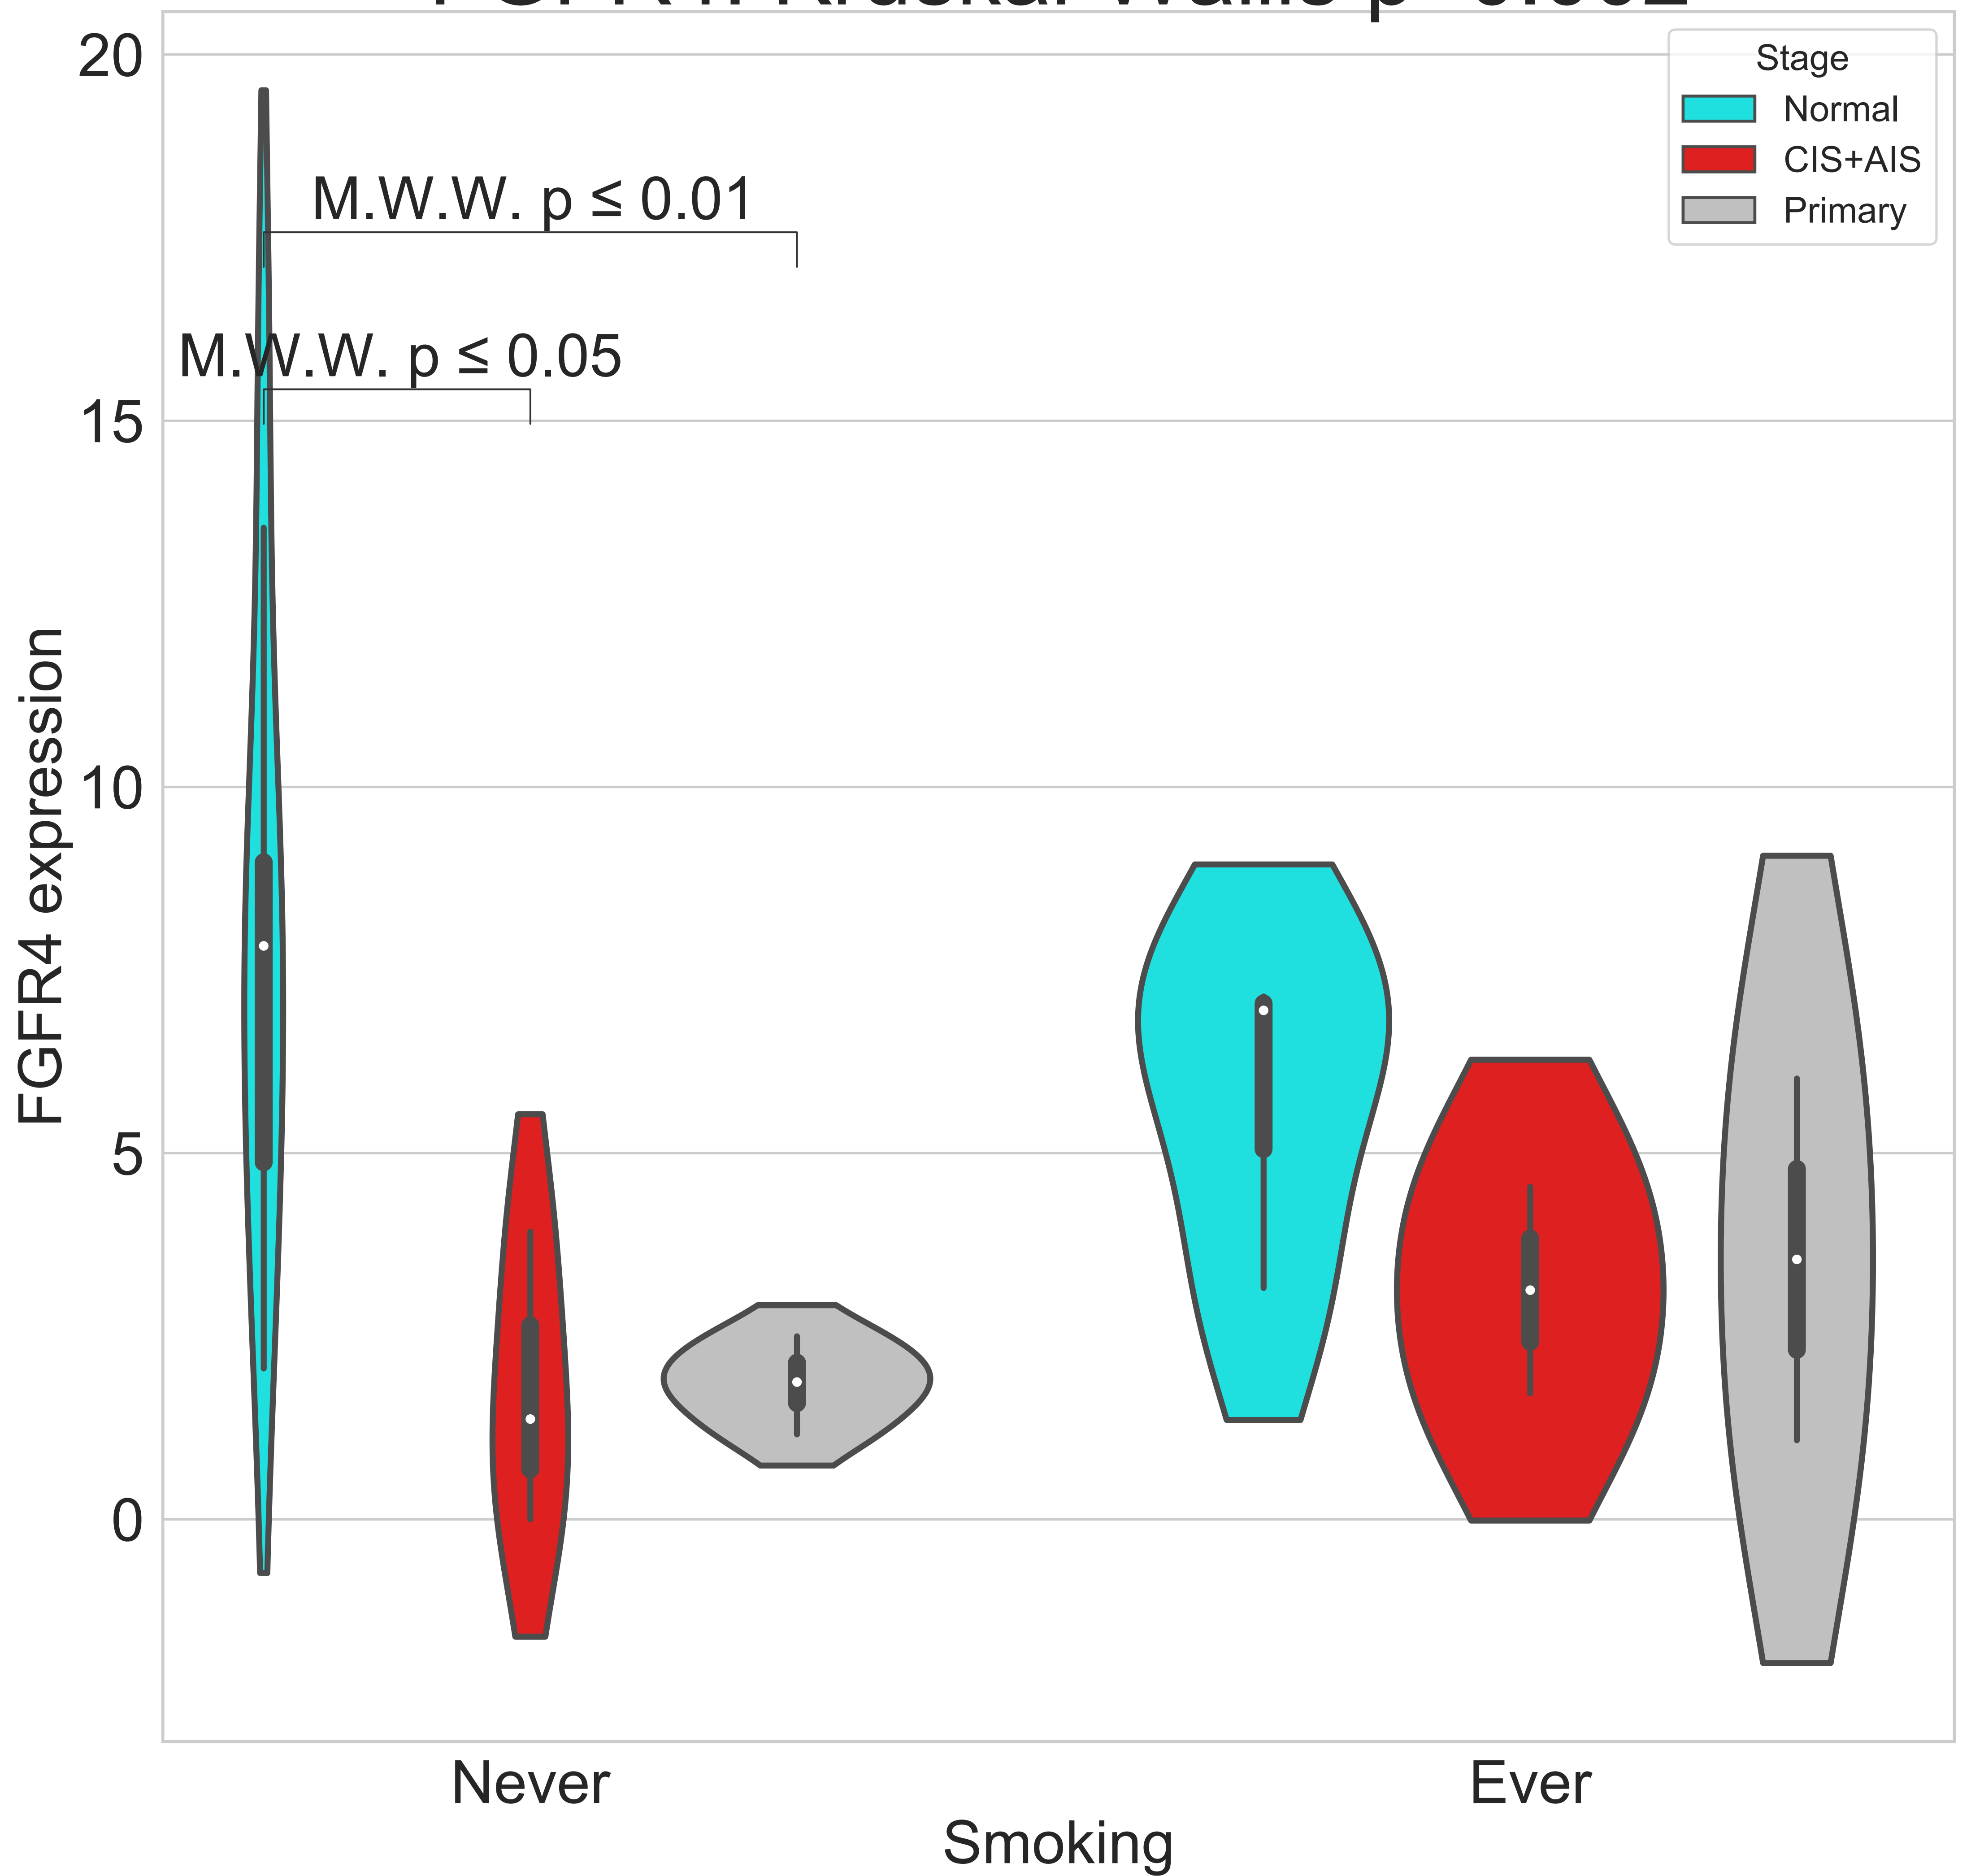 20
15
10
5
0
FGFR4 expression
M.W.W. p ≤ 0.01
M.W.W. p ≤ 0.05
Stage
Normal
CIS+AIS
Primary
Never
Ever
Smoking